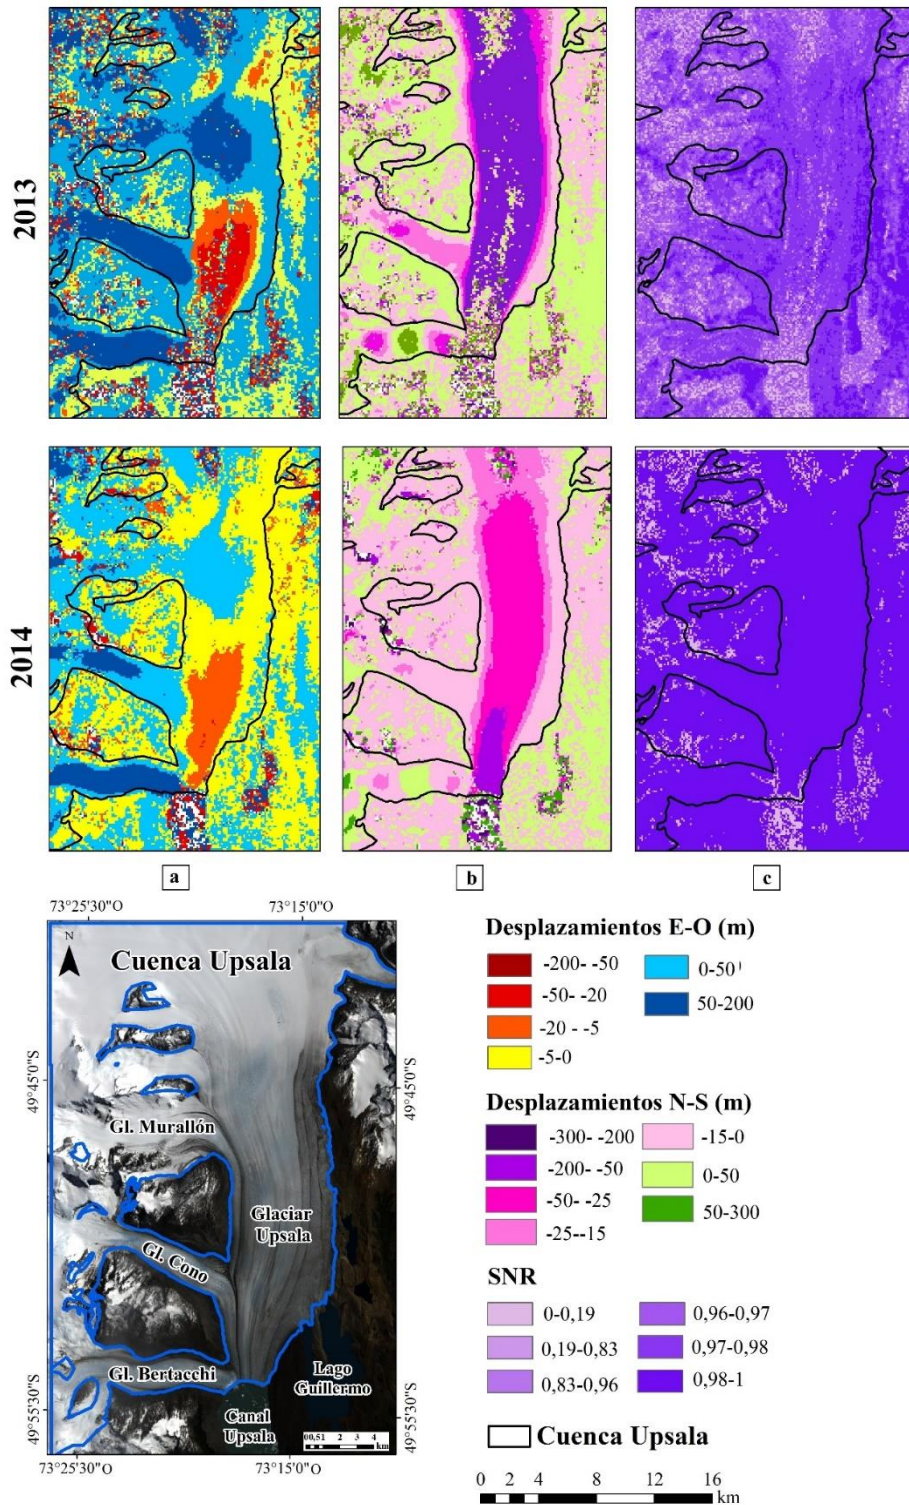 2013
2014
a
b
c
73°25'30"O
73°15'0"O
N
Cuenca Upsala
49°45'0"S
49°45'0"S
Gl. Murallón
Glaciar
Upsala
Gl. Cono
Gl. Bertacchi
Lago
Guillermo
Canal
Upsala
00,51 2 3 4
km
49°55'30"S
49°55'30"S
73°25'30"O
73°15'0"O
Desplazamientos E-O (m)
-200- -50
0-50
-50- -20
50-200
-20 - -5
-5-0
Desplazamientos N-S (m)
-300- -200
-15-0
-200- -50
0-50
-50- -25
50-300
-25--15
SNR
0-0,19
0,96-0,97
0,19-0,83
0,97-0,98
0,83-0,96
0,98-1
Cuenca Upsala
0 2 4 8 12 16
km